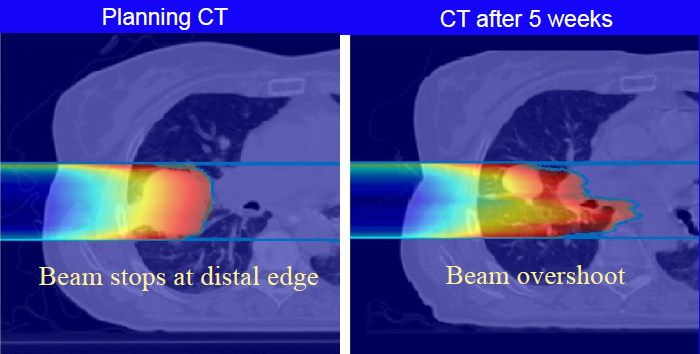 Planning CT
CT after 5 weeks
Beam stops at distal edge
Beam overshoot